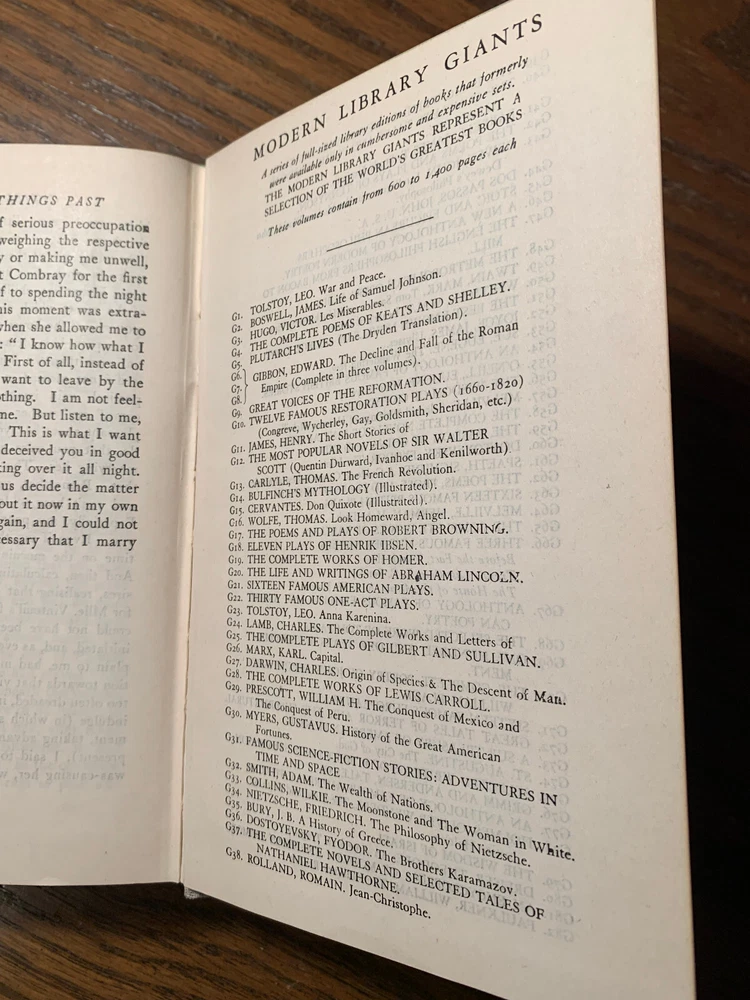 THINGS PAST
f serious preoccupation
weighing the respective
y or making me unwell,
t Combray for the first
f to spending the night
his moment was extra-
when she allowed me to
: "I know how what I
First of all, instead of
want to leave by the
othing. I am not feel-
me. But listen to me,
This is what I want
deceived you in good
king over it all night.
us decide the matter
out it now in my own
gain, and I could not
cessary that I marry
MODERN LIBRARY GIANTS
A series of full-sized library editions of books that formerly
were available only in cumbersome and expensive sets.
THE MODERN LIBRARY GIANTS REPRESENT A
SELECTION OF THE WORLD'S GREATEST BOOKS
These volumes contain from 600 to 1,400 pages each
G1. TOLSTOY, LEO. War and Peace.
G2. BOSWELL, JAMES. Life of Samuel Johnson.
G3. HUGO, VICTOR. Les Miserables.
G4. THE COMPLETE POEMS OF KEATS AND SHELLEY.
G5. PLUTARCH'S LIVES (The Dryden Translation).
G6. GIBBON, EDWARD. The Decline and Fall of the Roman
G7. Empire (Complete in three volumes).
G8.
G9. GREAT VOICES OF THE REFORMATION.
G10. TWELVE FAMOUS RESTORATION PLAYS (1660-1820)
(Congreve, Wycherley, Gay, Goldsmith, Sheridan, etc.)
G11. JAMES, HENRY. The Short Stories of
G12. THE MOST POPULAR NOVELS OF SIR WALTER
SCOTT (Quentin Durward, Ivanhoe and Kenilworth)
G13. CARLYLE, THOMAS. The French Revolution.
G14. BULFINCH'S MYTHOLOGY (Illustrated).
G15. CERVANTES. Don Quixote (Illustrated).
G16. WOLFE, THOMAS. Look Homeward, Angel.
G17. THE POEMS AND PLAYS OF ROBERT BROWNING.
G18. ELEVEN PLAYS OF HENRIK IBSEN.
G19. THE COMPLETE WORKS OF HOMER.
G20. THE LIFE AND WRITINGS OF ABRAHAM LINCOLN.
G21. SIXTEEN FAMOUS AMERICAN PLAYS.
G22. THIRTY FAMOUS ONE-ACT PLAYS.
G23. TOLSTOY, LEO. Anna Karenina.
G24. LAMB, CHARLES. The Complete Works and Letters of
G25. THE COMPLETE PLAYS OF GILBERT AND SULLIVAN.
G26. MARX, KARL. Capital.
G27. DARWIN, CHARLES. Origin of Species & The Descent of Man.
G28. THE COMPLETE WORKS OF LEWIS CARROLL.
G29. PRESCOTT, WILLIAM H. The Conquest of Mexico and
The Conquest of Peru.
G30. MYERS, GUSTAVUS. History of the Great American
Fortunes.
G31. FAMOUS SCIENCE-FICTION STORIES: ADVENTURES IN
TIME AND SPACE
G32. SMITH, ADAM. The Wealth of Nations.
G33. COLLINS, WILKIE. The Moonstone and The Woman in White.
G34. NIETZSCHE, FRIEDRICH. The Philosophy of Nietzsche.
G35. BURY, J. B. A History of Greece.
G36. DOSTOYEVSKY, FYODOR. The Brothers Karamazov.
G37. THE COMPLETE NOVELS AND SELECTED TALES OF
NATHANIEL HAWTHORNE.
G38. ROLLAND, ROMAIN. Jean-Christophe.